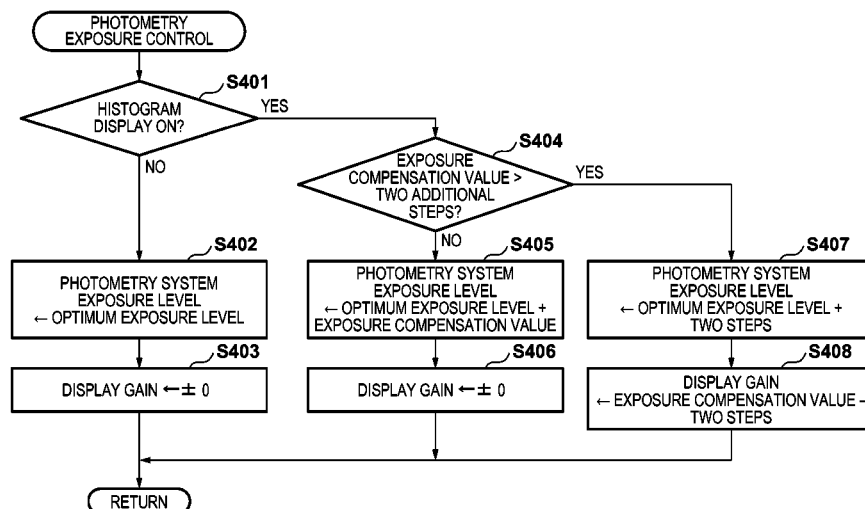 PHOTOMETRY
EXPOSURE CONTROL
S401
HISTOGRAM
DISPLAY ON?
YES
NO
S404
EXPOSURE
COMPENSATION VALUE >
TWO ADDITIONAL
STEPS?
YES
NO
S402
PHOTOMETRY SYSTEM
EXPOSURE LEVEL
← OPTIMUM EXPOSURE LEVEL
S405
PHOTOMETRY SYSTEM
EXPOSURE LEVEL
← OPTIMUM EXPOSURE LEVEL +
EXPOSURE COMPENSATION VALUE
S407
PHOTOMETRY SYSTEM
EXPOSURE LEVEL
← OPTIMUM EXPOSURE LEVEL +
TWO STEPS
S403
DISPLAY GAIN ← ± 0
S406
DISPLAY GAIN ← ± 0
S408
DISPLAY GAIN
← EXPOSURE COMPENSATION VALUE −
TWO STEPS
RETURN